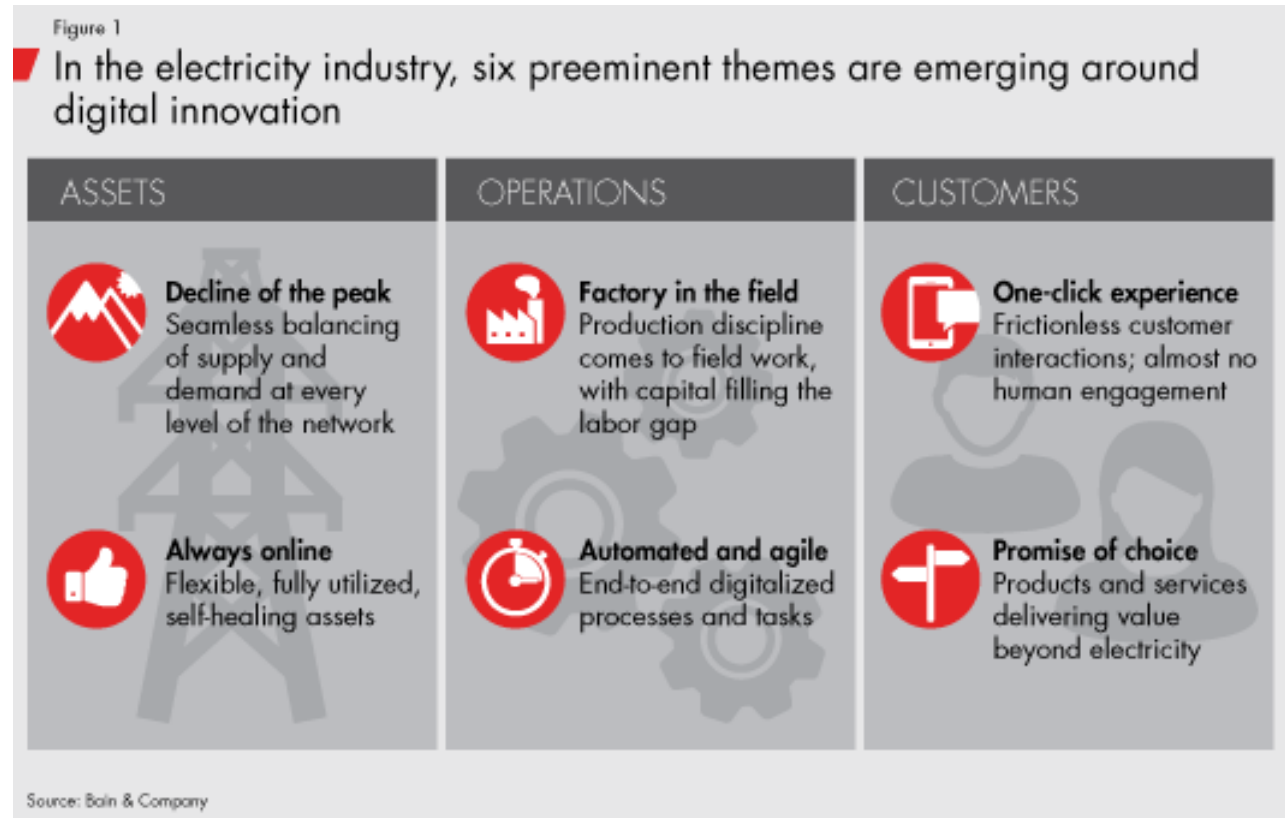 Figure 1
In the electricity industry, six preeminent themes are emerging around
digital innovation
ASSETS
Decline of the peak
Seamless balancing
of supply and
demand at every
level of the network
Always online
Flexible, fully utilized,
self-healing assets
OPERATIONS
Factory in the field
Production discipline
comes to field work,
with capital filling the
labor gap
Automated and agile
End-to-end digitalized
processes and tasks
CUSTOMERS
One-click experience
Frictionless customer
interactions; almost no
human engagement
Promise of choice
Products and services
delivering value
beyond electricity
Source: Bain & Company